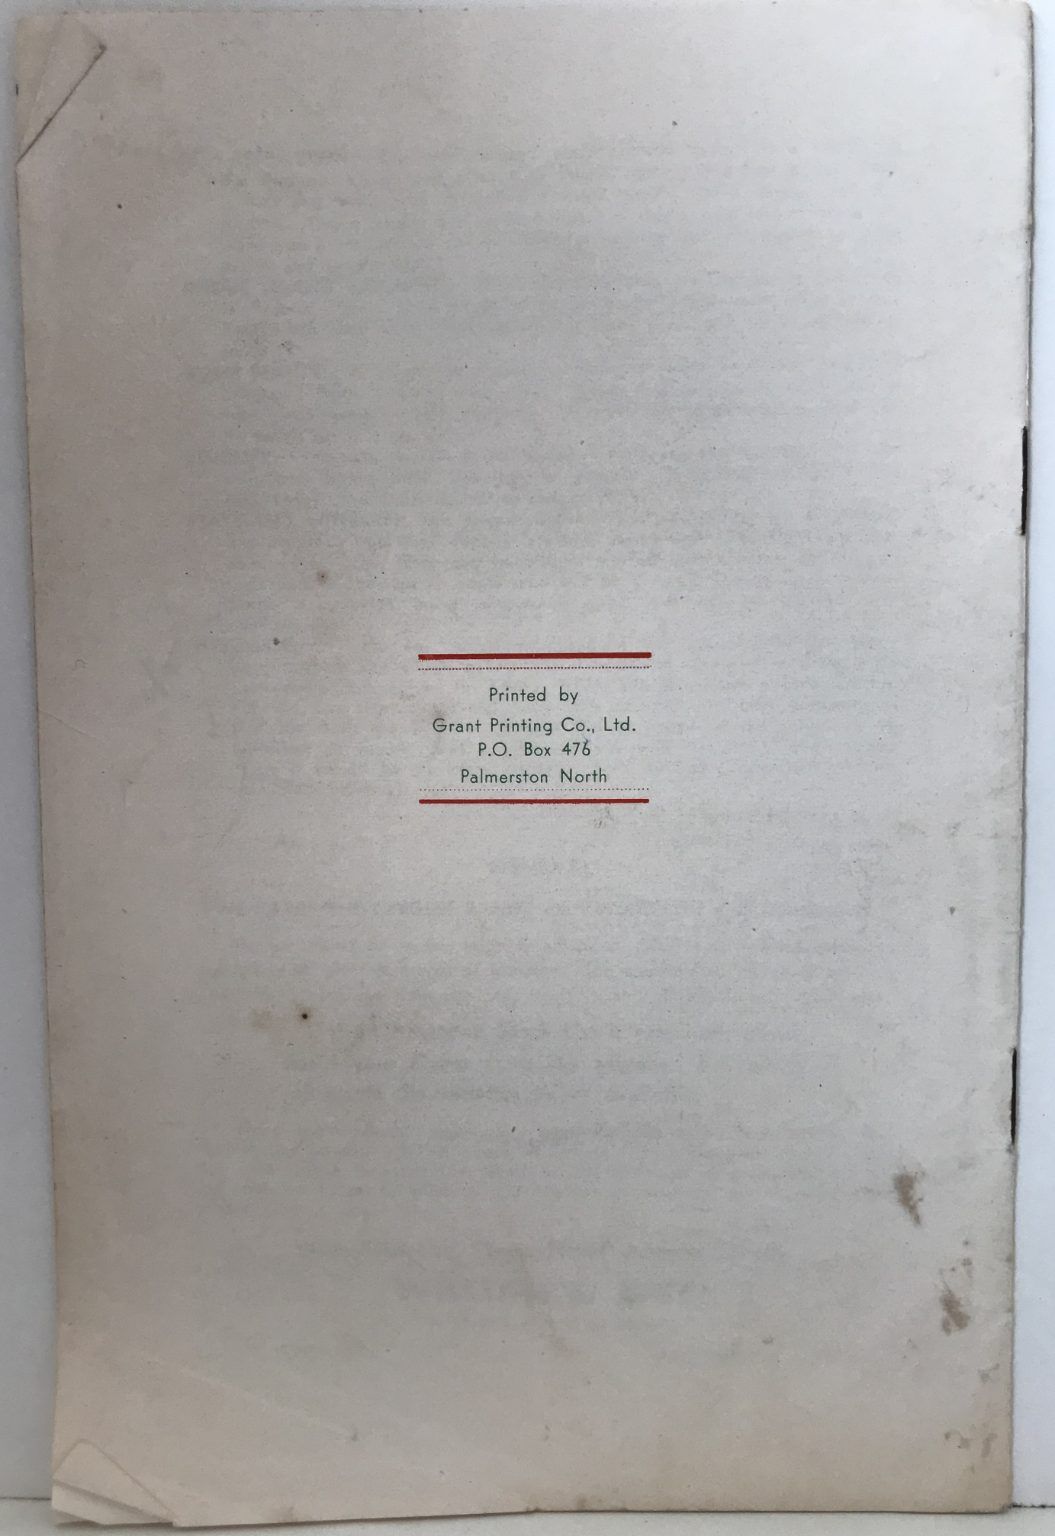 Printed by
Grant Printing Co., Ltd.
P.O. Box 476
Palmerston North